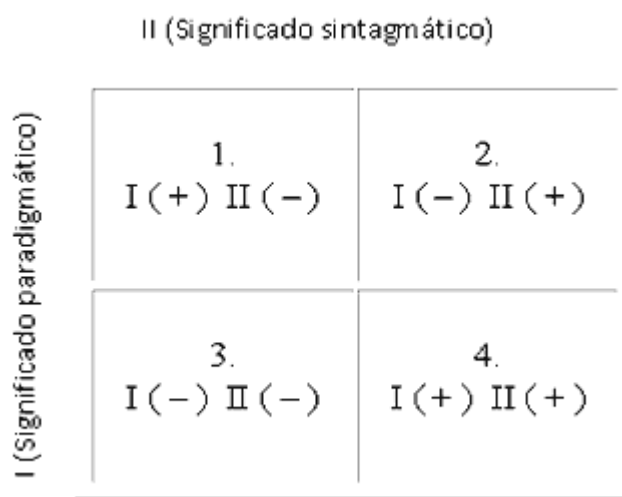 II (Significado sintagmático)
I (Significado paradigmático)
1.
I (+) II (−)
2.
I (−) II (+)
3.
I (−) II (−)
4.
I (+) II (+)